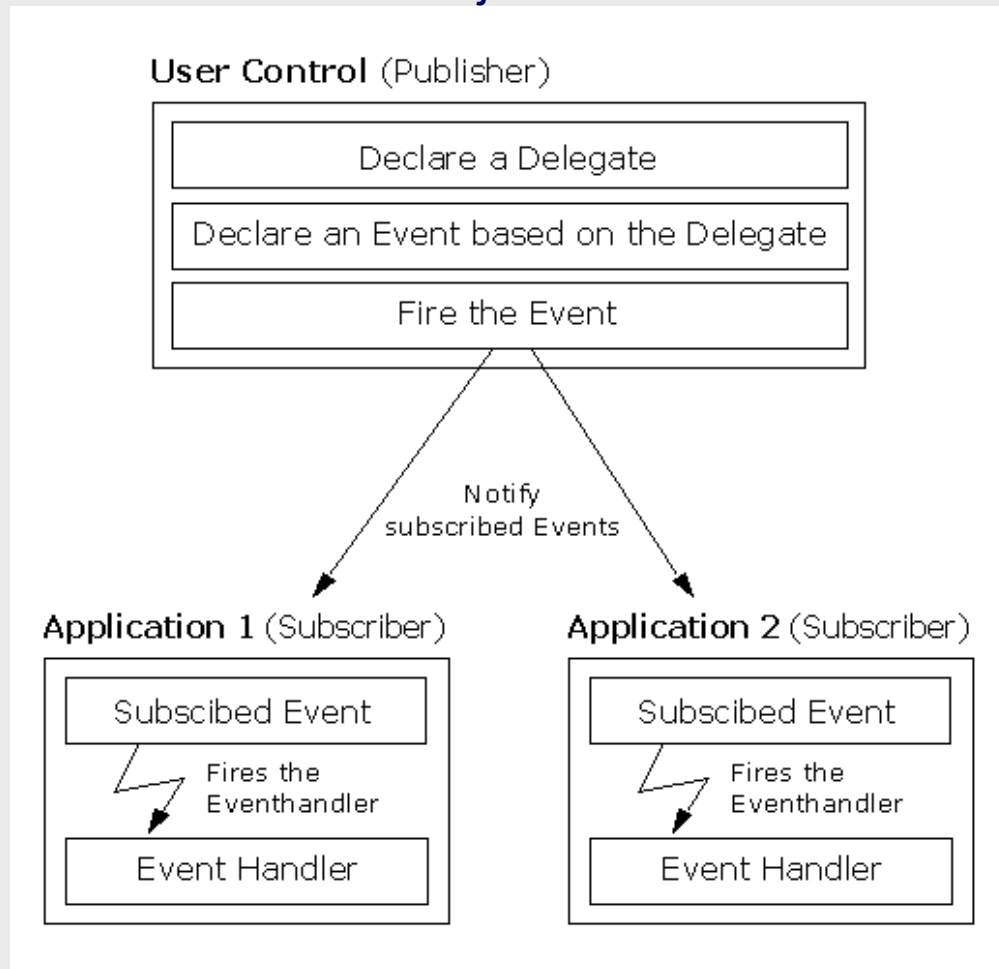 User Control (Publisher)
Declare a Delegate
Declare an Event based on the Delegate
Fire the Event
Notify
subscribed Events
Application 1 (Subscriber)
Subscibed Event
Fires the
Eventhandler
Event Handler
Application 2 (Subscriber)
Subscibed Event
Fires the
Eventhandler
Event Handler